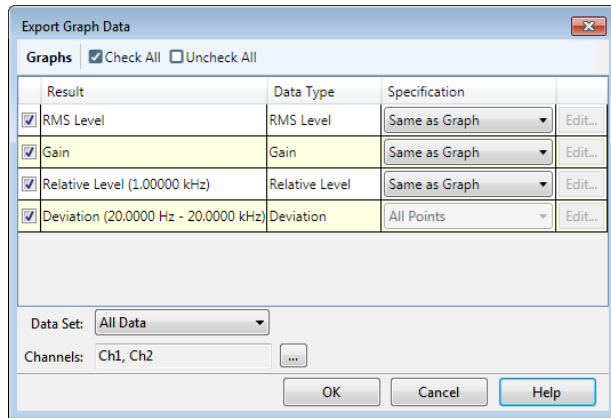 Export Graph Data
Graphs Check All Uncheck All
Result Data Type Specification
RMS Level RMS Level Same as Graph Edit...
Gain Gain Same as Graph Edit...
Relative Level (1.00000 kHz) Relative Level Same as Graph Edit...
Deviation (20.0000 Hz - 20.0000 kHz) Deviation All Points Edit...
Data Set: All Data
Channels: Ch1, Ch2 ...
OK Cancel Help